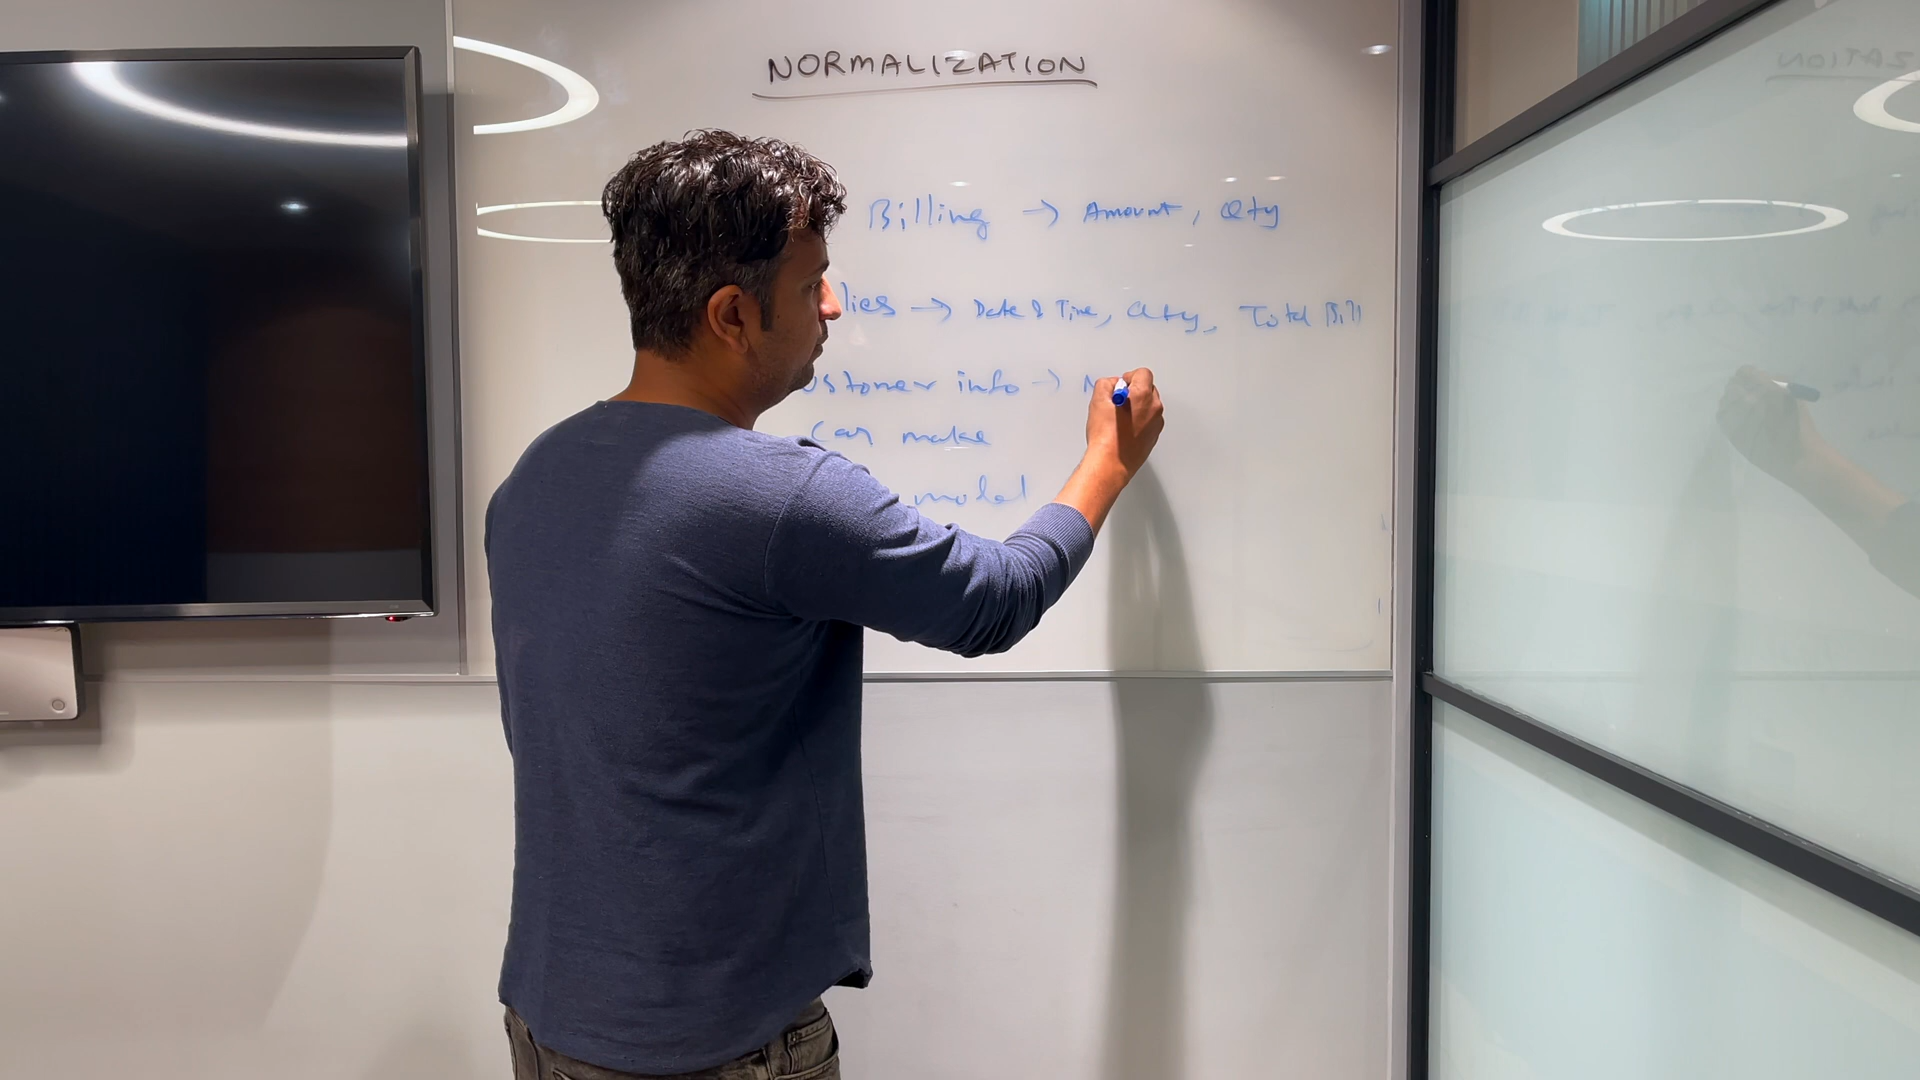 NORMALIZATION
Billing → Amount, Qty
lies → Date & Time, Qty, Total Bill
ustomer info → N
Car make
model